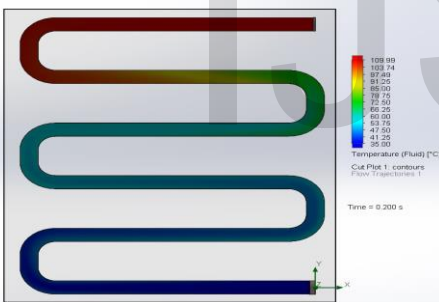 109.99
103.74
97.49
91.25
85.00
78.75
72.50
66.25
60.00
53.75
47.50
41.25
35.00
Temperature (Fluid) [°C]
Cut Plot 1: contours
Flow Trajectories 1
Time = 0.200 s
Y
X